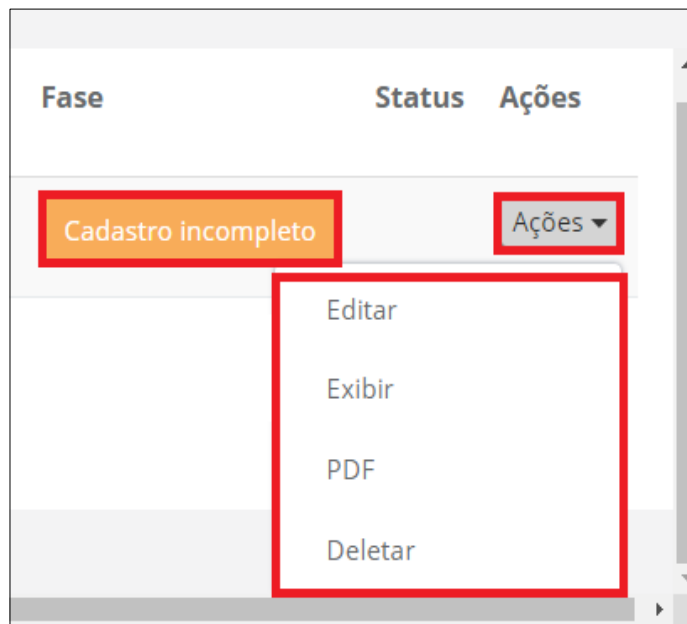 Fase Status Ações
Cadastro incompleto Ações
Editar
Exibir
PDF
Deletar